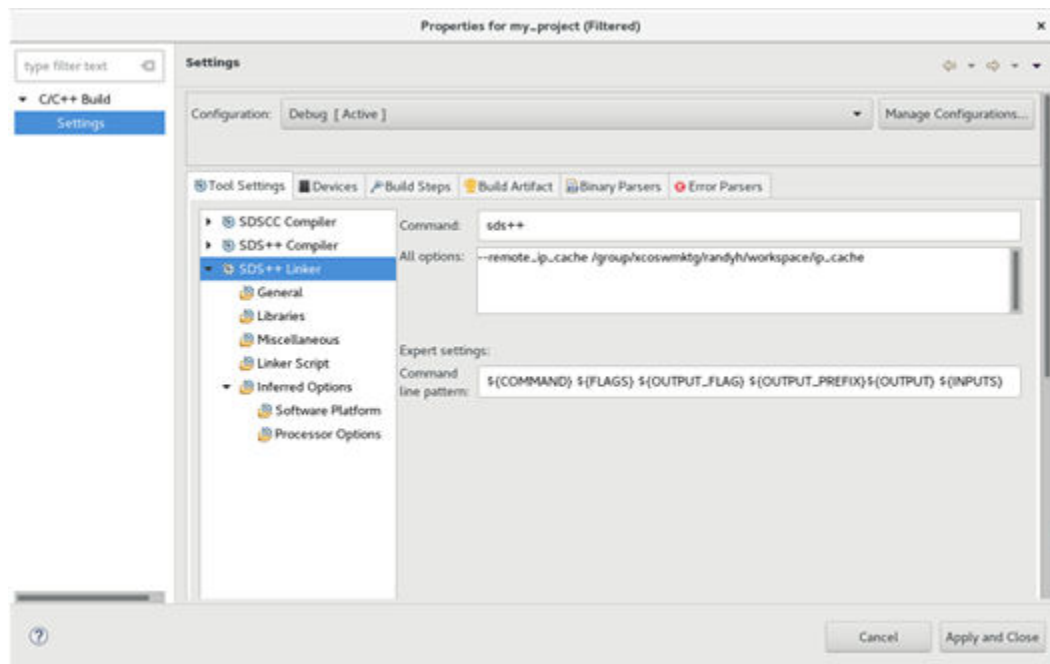 Properties for my_project (Filtered)
type filter text
C/C++ Build
Settings
Settings
Configuration: Debug [ Active ] Manage Configurations...
Tool Settings Devices Build Steps Build Artifact Binary Parsers Error Parsers
SDSCC Compiler
SDS++ Compiler
SDS++ Linker
General
Libraries
Miscellaneous
Linker Script
Inferred Options
Software Platform
Processor Options
Command: sds++
All options: --remote_ip_cache /group/xcoswmktg/randyh/workspace/ip_cache
Expert settings:
Command
line pattern: ${COMMAND} ${FLAGS} ${OUTPUT_FLAG} ${OUTPUT_PREFIX}${OUTPUT} ${INPUTS}
Cancel Apply and Close